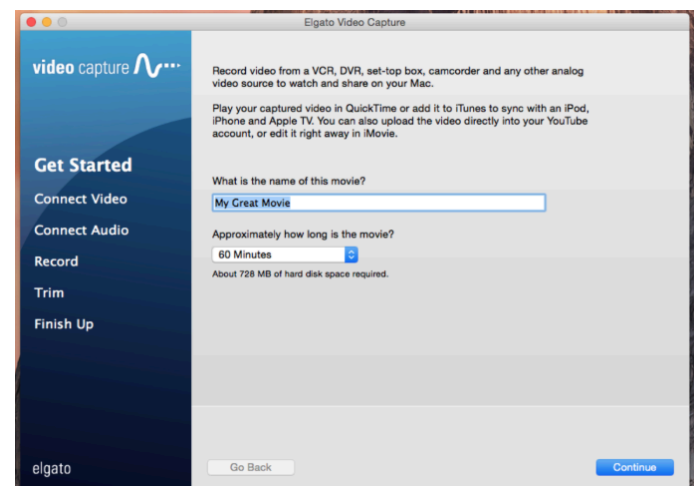 Elgato Video Capture
video capture
Record video from a VCR, DVR, set-top box, camcorder and any other analog
video source to watch and share on your Mac.
Play your captured video in QuickTime or add it to iTunes to sync with an iPod,
iPhone and Apple TV. You can also upload the video directly into your YouTube
account, or edit it right away in iMovie.
Get Started
Connect Video
Connect Audio
Record
Trim
Finish Up
What is the name of this movie?
My Great Movie
Approximately how long is the movie?
60 Minutes
About 728 MB of hard disk space required.
elgato
Go Back
Continue